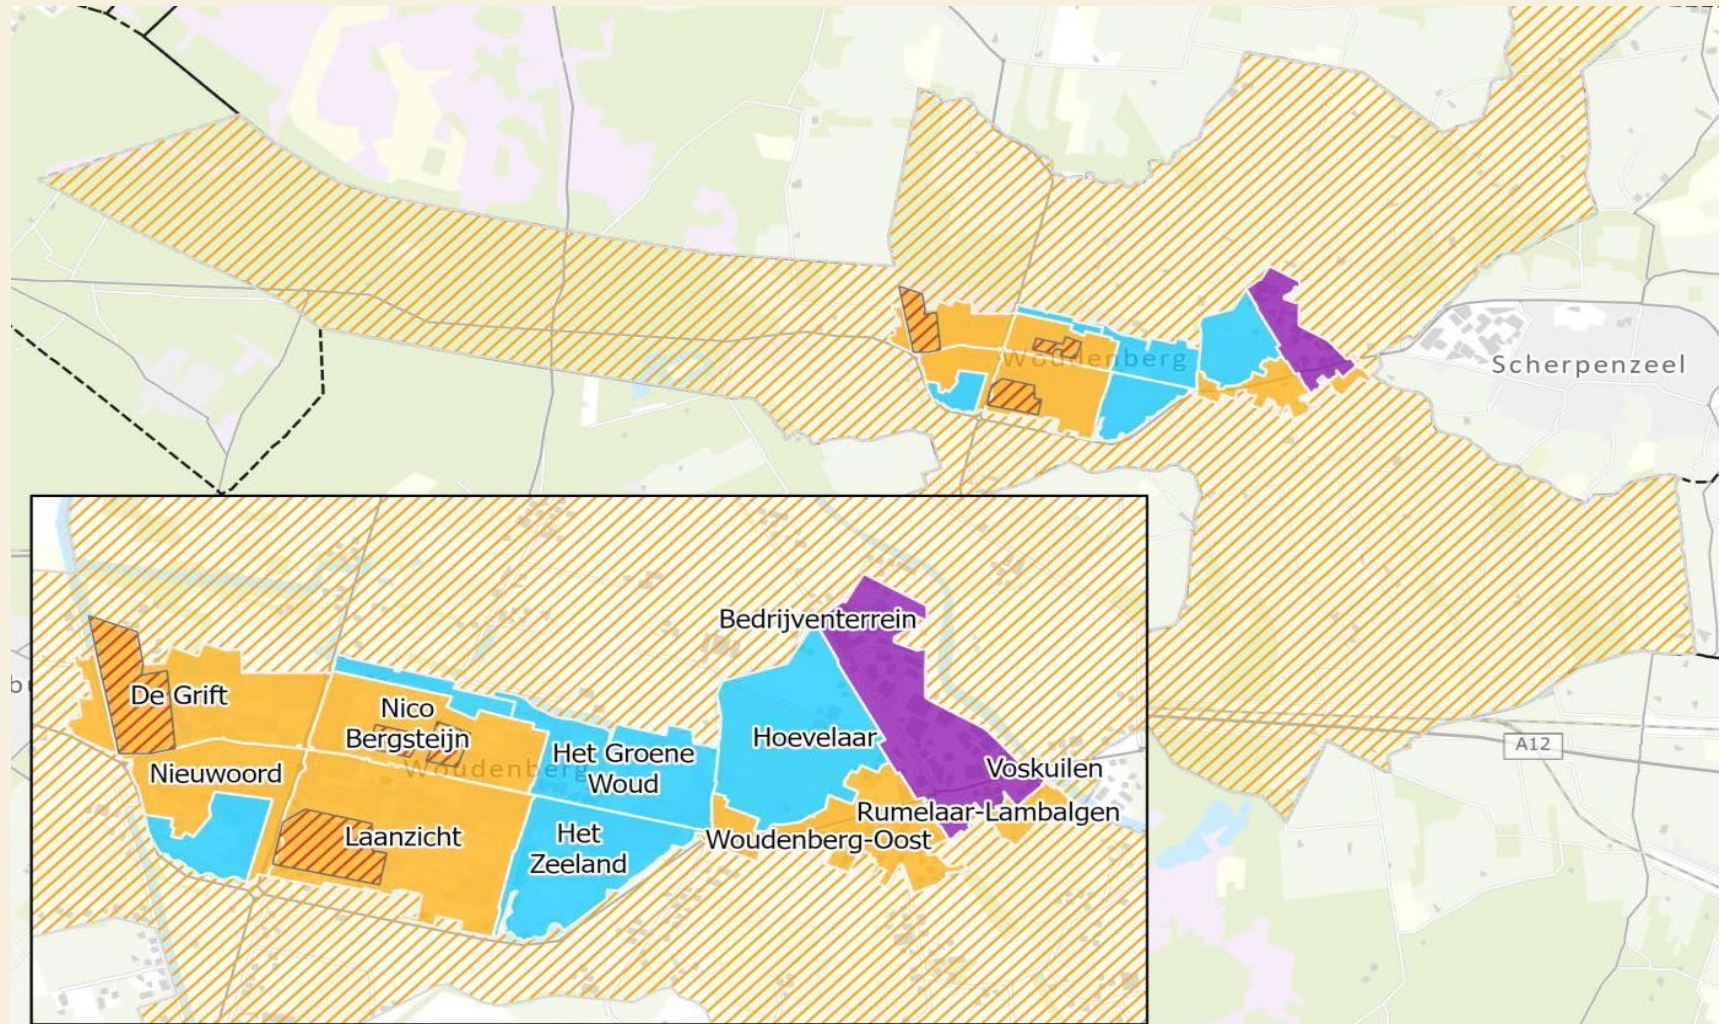 Woudenberg
Scherpenzeel
Bedrijventerrein
De Grift
Nico
Bergsteijn
Hoevelaar
Het Groene
Woud
Woudenberg
Voskuilen
Nieuwoord
Rumelaar-Lambalgen
Laanzicht
Het
Zeeland
Woudenberg-Oost
A12